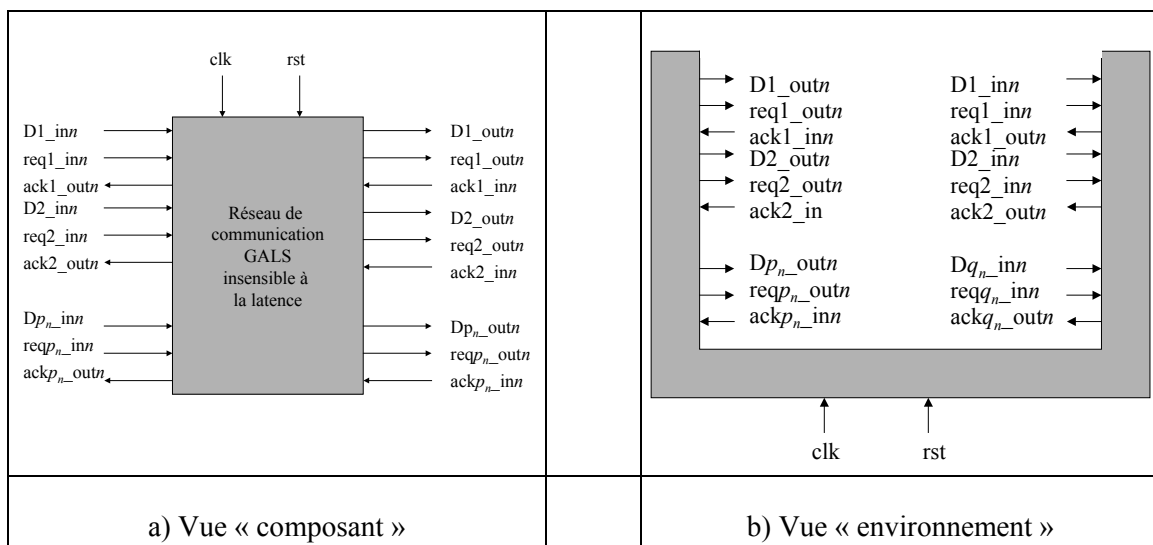 clk rst
D1_inn
req1_inn
ack1_outn
D2_inn
req2_inn
ack2_outn
Dpn_inn
reqpn_inn
ackpn_outn
Réseau de
communication
GALS
insensible à
la latence
D1_outn
req1_outn
ack1_inn
D2_outn
req2_outn
ack2_inn
Dpn_outn
reqpn_outn
ackpn_inn
a) Vue « composant »
D1_outn
req1_outn
ack1_inn
D2_outn
req2_outn
ack2_in
Dpn_outn
reqpn_outn
ackpn_inn
D1_inn
req1_inn
ack1_outn
D2_inn
req2_inn
ack2_outn
Dqn_inn
reqqn_inn
ackqn_outn
clk rst
b) Vue « environnement »